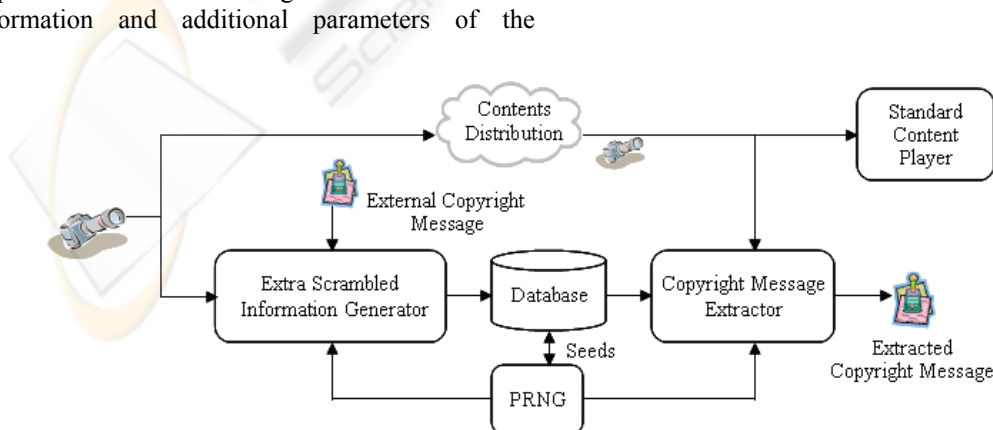 formation and additional parameters of the
Contents
Distribution
Standard
Content
Player
External Copyright
Message
Extra Scrambled
Information Generator
Database
Copyright Message
Extractor
Seeds
PRNG
Extracted
Copyright Message